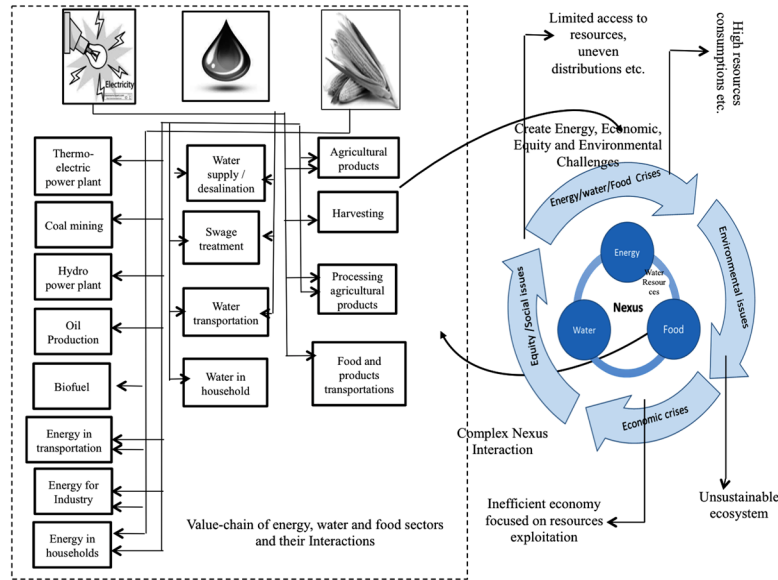 Electricity
Thermo-
electric
power plant
Coal mining
Hydro
power plant
Oil
Production
Biofuel
Energy in
transportation
Energy for
Industry
Energy in
households
Water
supply /
desalination
Swage
treatment
Water
transportation
Water in
household
Agricultural
products
Harvesting
Processing
agricultural
products
Food and
products
transportations
Value-chain of energy, water and food sectors
and their Interactions
Limited access to
resources,
uneven
distributions etc.
High resources
consumptions etc.
Create Energy, Economic,
Equity and Environmental
Challenges
Energy/water/Food Crises
Environmental issues
Economic crises
Equity/Social issues
Energy
Water
Resour
ces
Nexus
Water
Food
Complex Nexus
Interaction
Inefficient economy
focused on resources
exploitation
Unsustainable
ecosystem